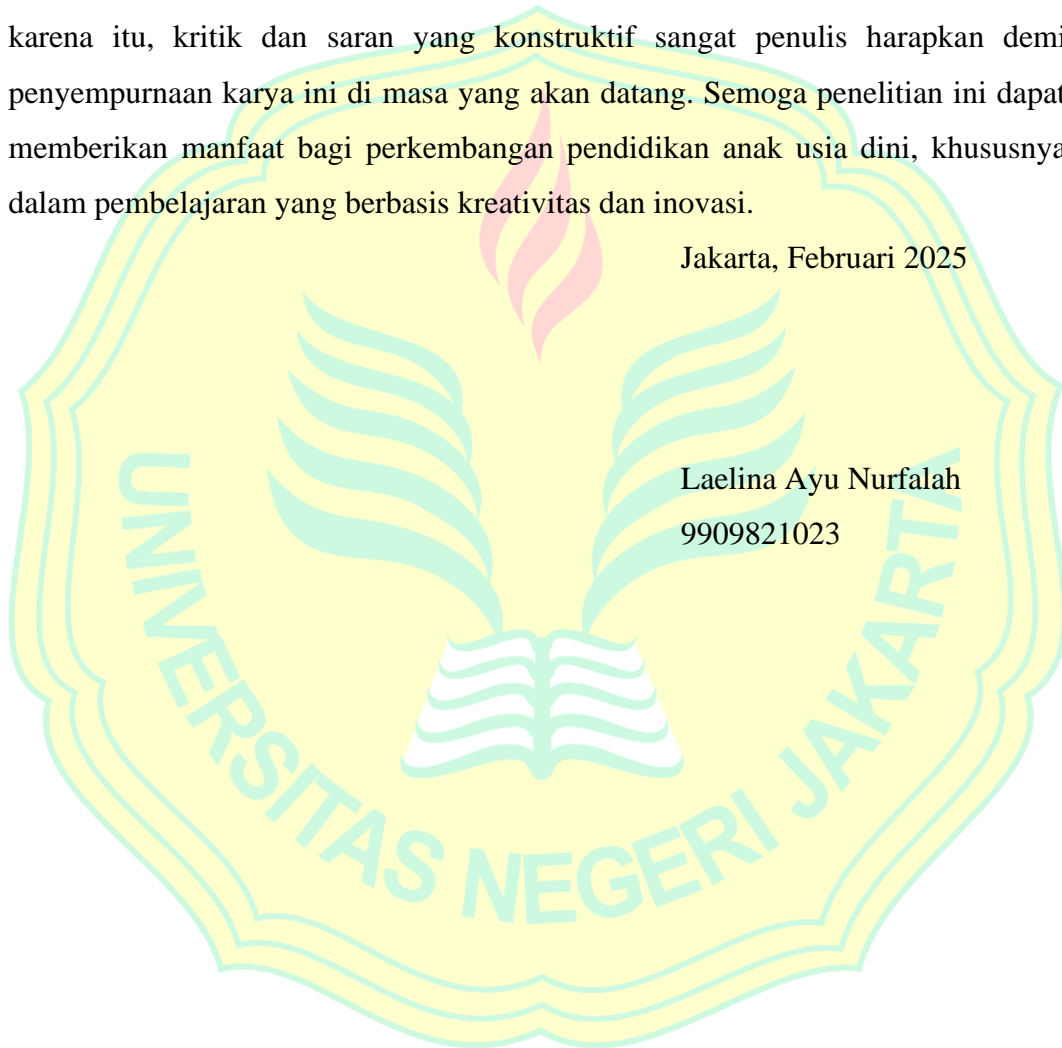 karena itu, kritik dan saran yang konstruktif sangat penulis harapkan demi
penyempurnaan karya ini di masa yang akan datang. Semoga penelitian ini dapat
memberikan manfaat bagi perkembangan pendidikan anak usia dini, khususnya
dalam pembelajaran yang berbasis kreativitas dan inovasi.
Jakarta, Februari 2025
Laelina Ayu Nurfalah
9909821023
UNIVERSITAS NEGERI JAKARTA